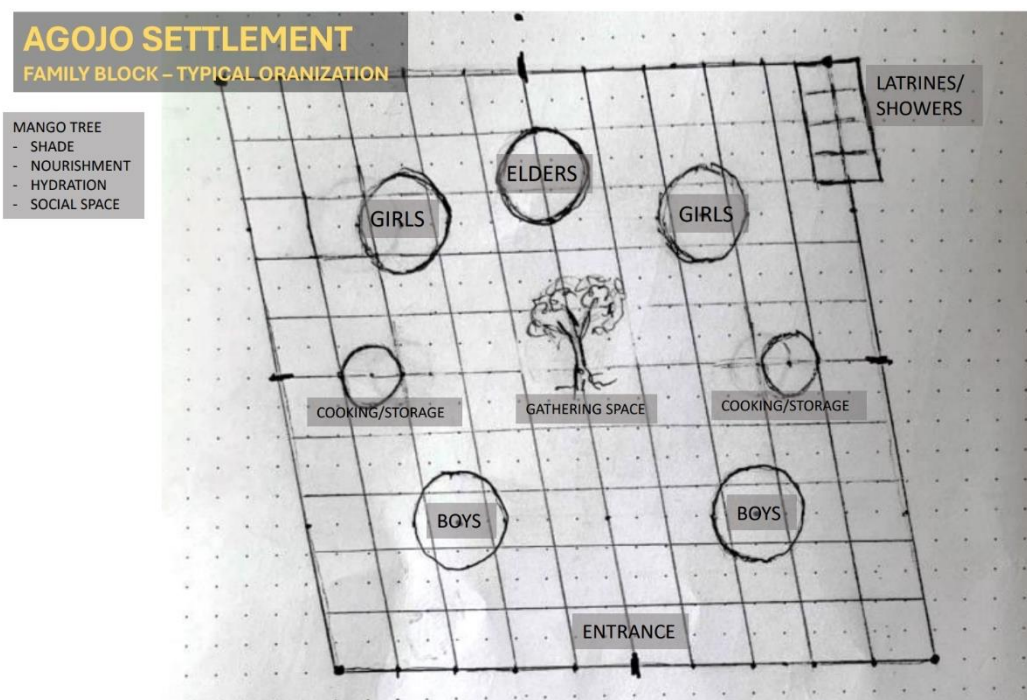 AGOJO SETTLEMENT
FAMILY BLOCK – TYPICAL ORANIZATION
LATRINES/
SHOWERS
MANGO TREE
- SHADE
- NOURISHMENT
- HYDRATION
- SOCIAL SPACE
ELDERS
GIRLS
GIRLS
COOKING/STORAGE
GATHERING SPACE
COOKING/STORAGE
BOYS
BOYS
ENTRANCE